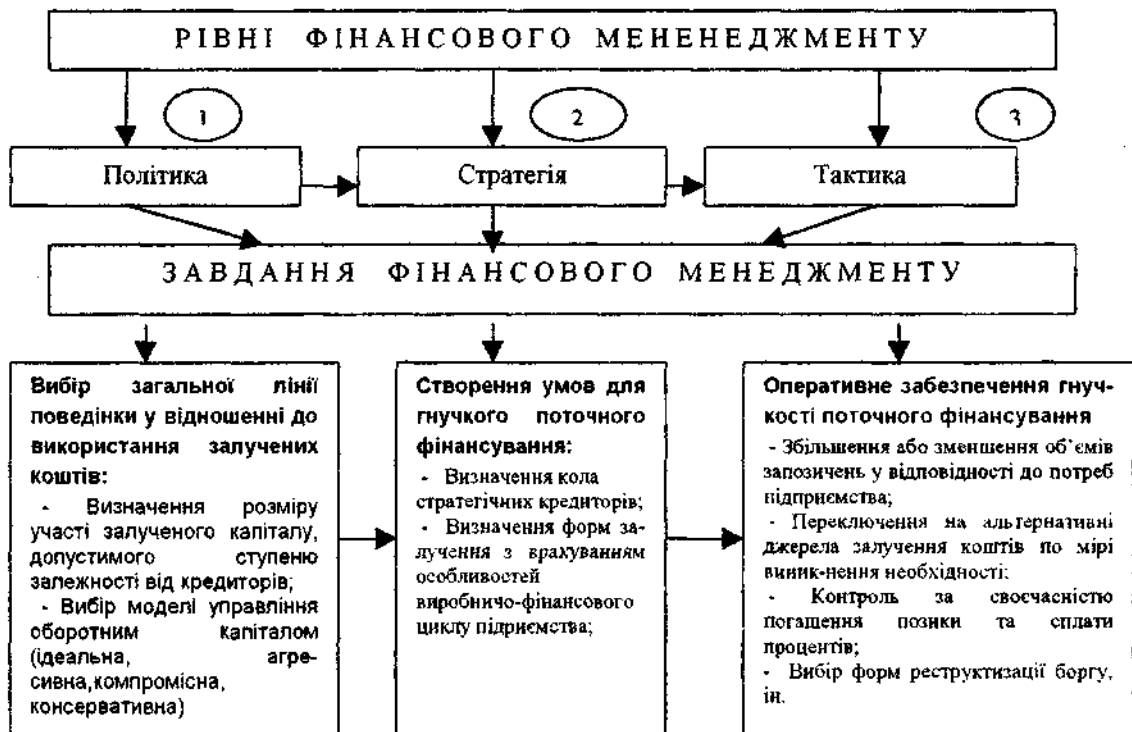 РІВНІ ФІНАНСОВОГО МЕНЕНЕДЖМЕНТУ
1
2
3
Політика
Стратегія
Тактика
ЗАВДАННЯ ФІНАНСОВОГО МЕНЕДЖМЕНТУ
Вибір загальної лінії
поведінки у відношенні до
використання залучених
коштів:
- Визначення розміру
участі залученого капіталу,
допустимого ступеню
залежності від кредиторів;
- Вибір моделі управління
оборотним капіталом
(ідеальна, агре-
сивна,компромісна,
консервативна)
Створення умов для
гнучкого поточного
фінансування:
- Визначення кола
стратегічних кредиторів;
- Визначення форм за-
лучення з врахуванням
особливостей
виробничо-фінансового
циклу підприємства;
Оперативне забезпечення гнуч-
кості поточного фінансування
- Збільшення або зменшення об`ємів
запозичень у відповідності до потреб
підприємства;
- Переключення на альтернативні
джерела залучення коштів по мірі
виник-нення необхідності;
- Контроль за своєчасністю
погашення позики та сплати
процентів;
- Вибір форм реструктизації боргу,
ін.